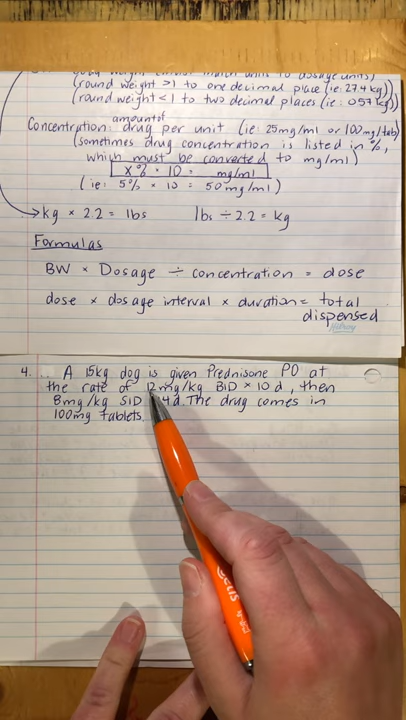 (round weight >1 to one decimal place (ie: 27.4 kg))
(round weight <1 to two decimal places (ie: 0.57 kg))
amount of
Concentration: drug per unit (ie: 25mg/ml or 100mg/tab)
(sometimes drug concentration is listed in %,
which must be converted to mg/ml)
X% × 10 = mg/ml
(ie: 5% × 10 = 50mg/ml)
kg × 2.2 = lbs lbs ÷ 2.2 = kg
Formulas
BW × Dosage ÷ concentration = dose
dose × dosage interval × duration = total
dispensed
Hilroy
4. A 15kg dog is given Prednisone PO at
the rate of 12mg/kg BID × 10 d, then
8mg/kg SID 4d. The drug comes in
100mg tablets.